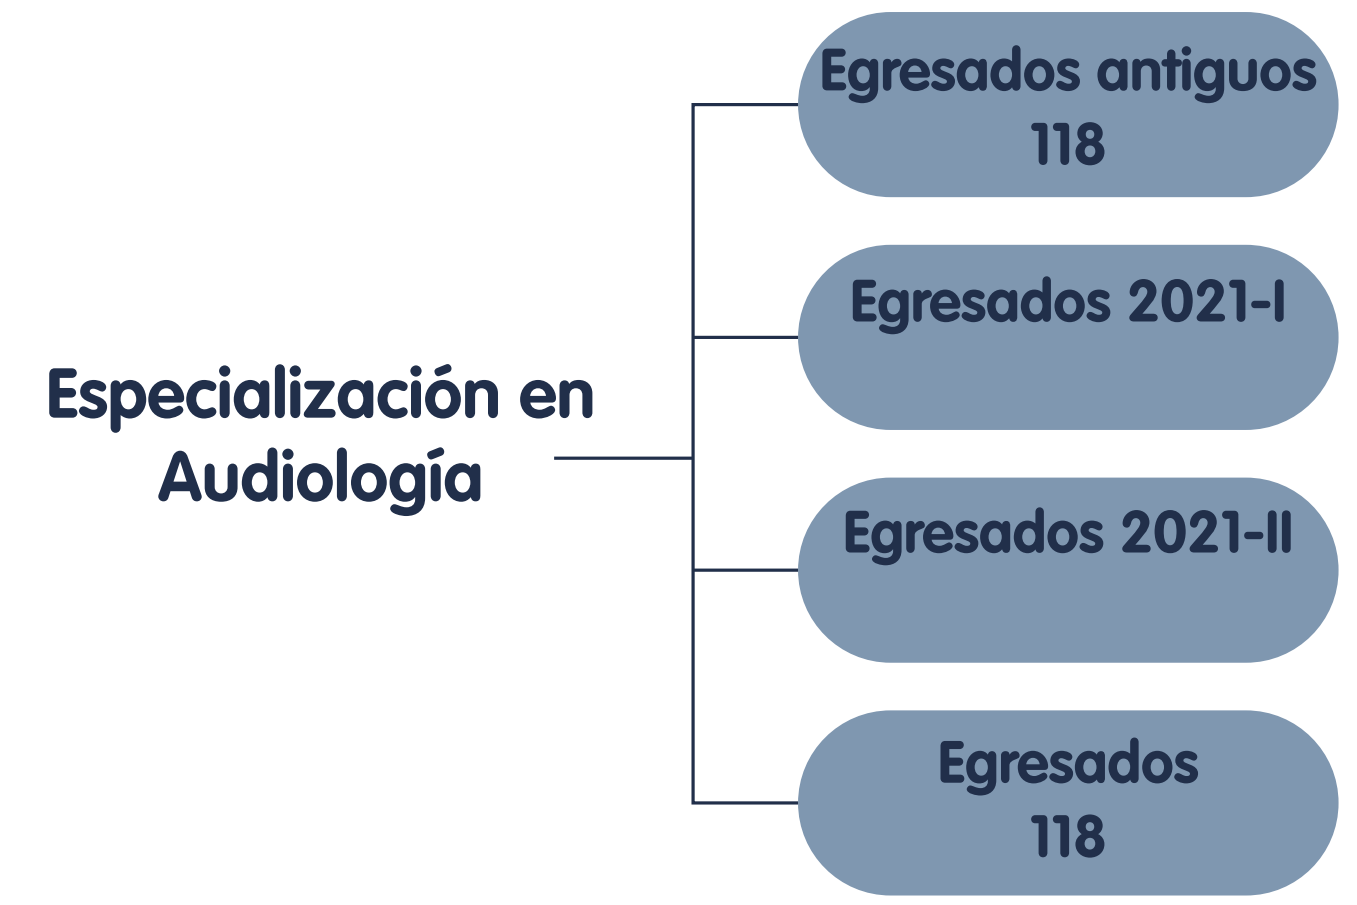 Especialización en
Audiología
Egresados antiguos
118
Egresados 2021-I
Egresados 2021-II
Egresados
118